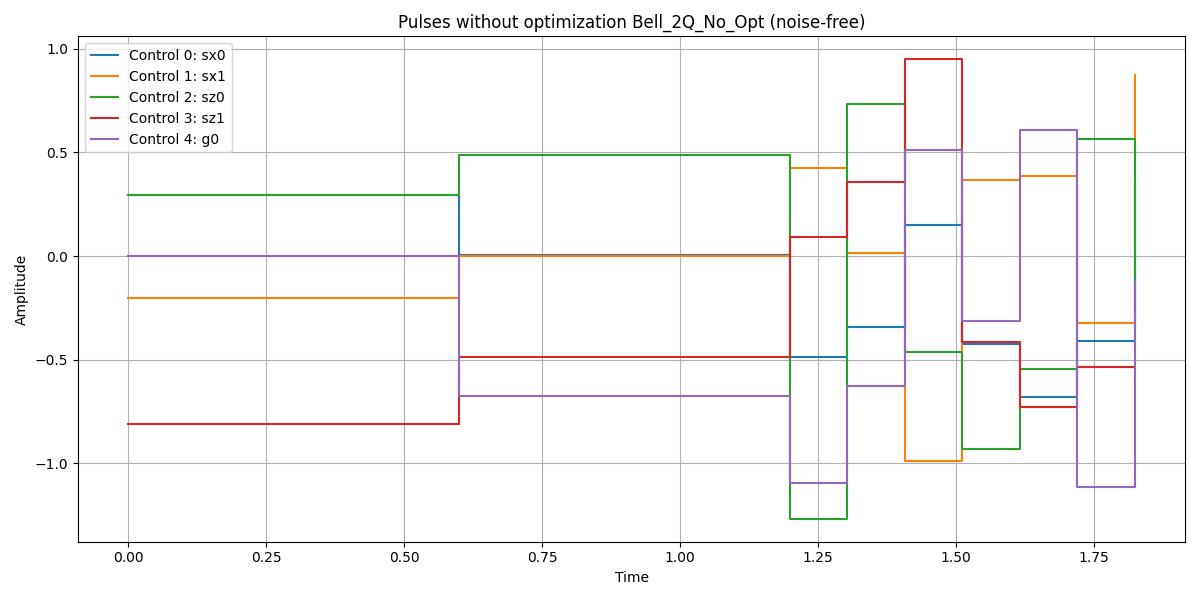 Pulses without optimization Bell_2Q_No_Opt (noise-free)
Control 0: sx0
Control 1: sx1
Control 2: sz0
Control 3: sz1
Control 4: g0
1.0
0.5
0.0
−0.5
−1.0
Amplitude
0.00 0.25 0.50 0.75 1.00 1.25 1.50 1.75
Time